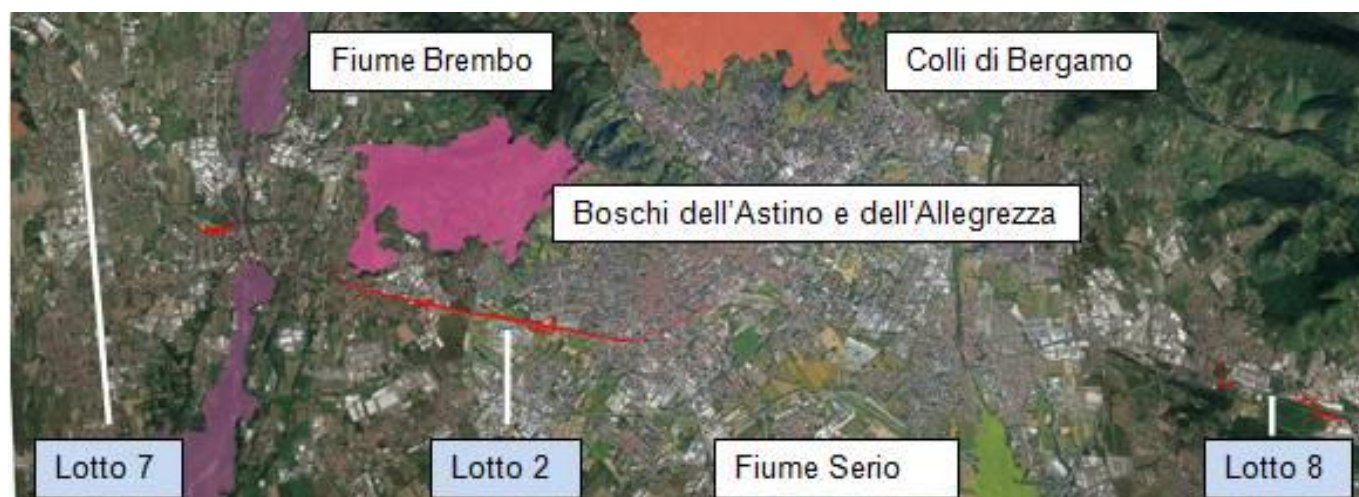 Fiume Brembo
Colli di Bergamo
Boschi dell'Astino e dell'Allegrezza
Lotto 7
Lotto 2
Fiume Serio
Lotto 8